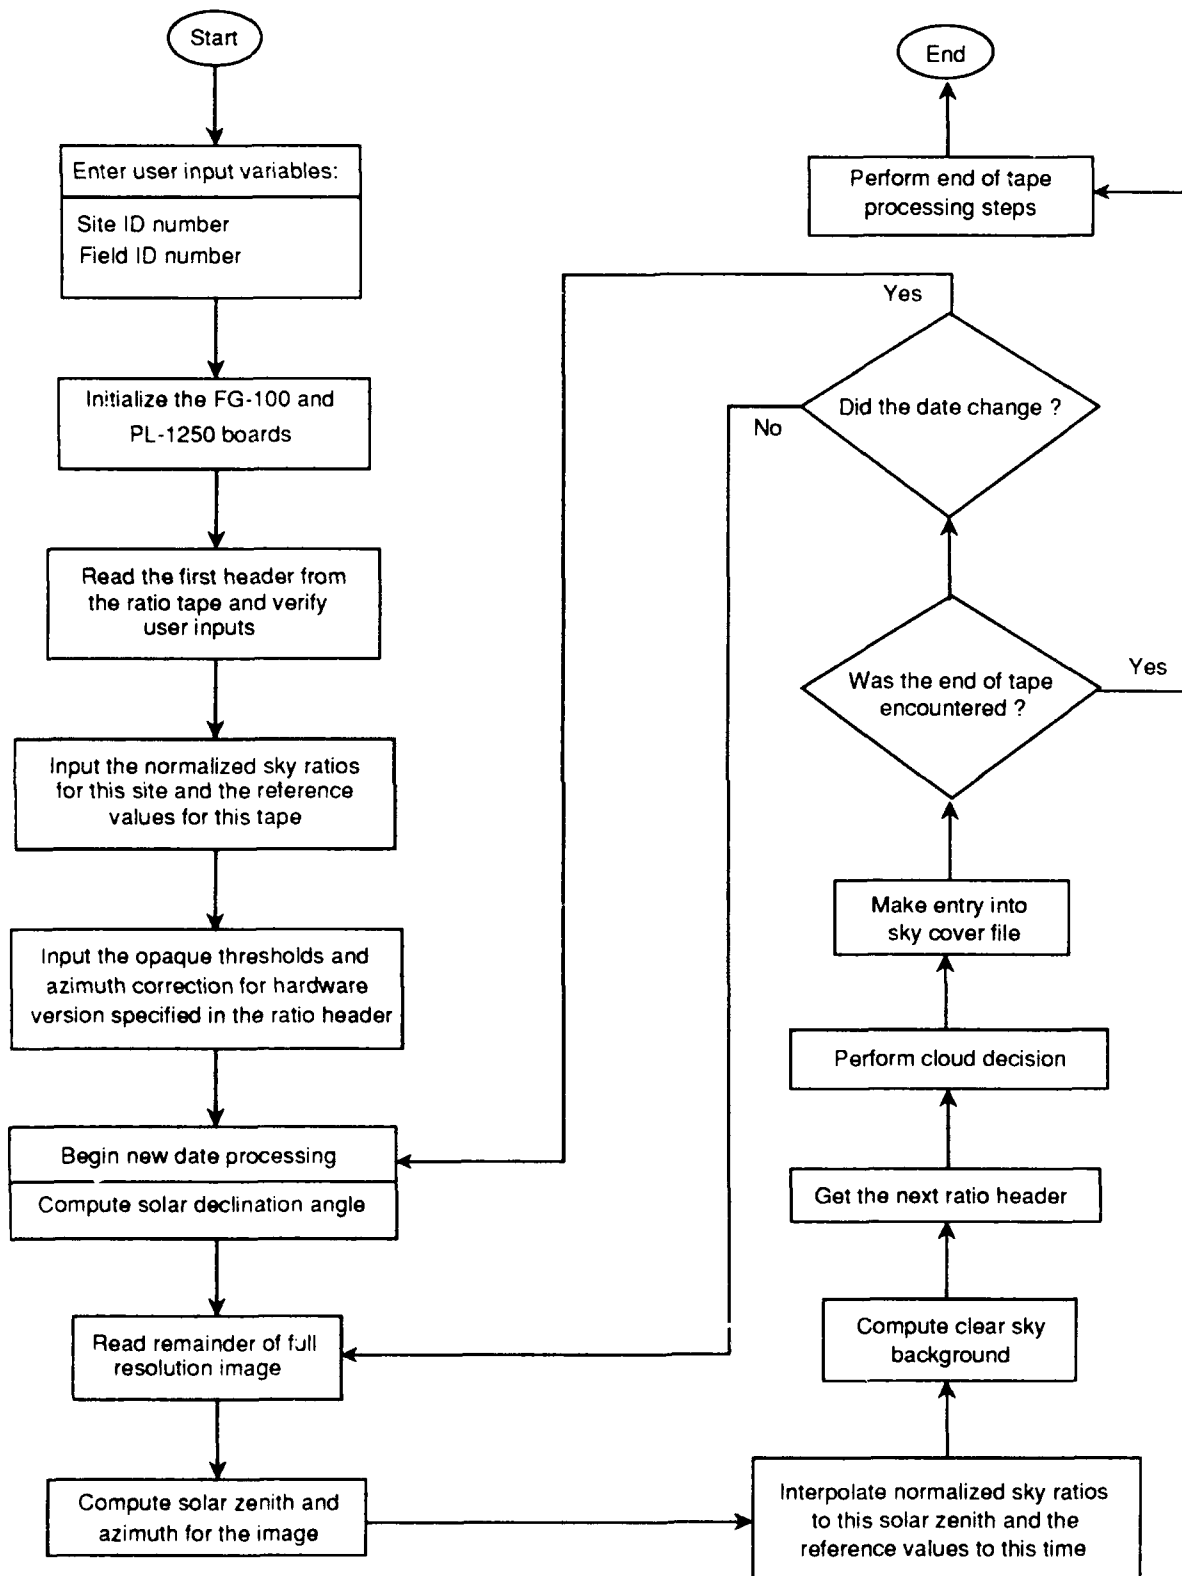 Start
Enter user input variables:
Site ID number
Field ID number
Initialize the FG-100 and
PL-1250 boards
Read the first header from
the ratio tape and verify
user inputs
Input the normalized sky ratios
for this site and the reference
values for this tape
Input the opaque thresholds and
azimuth correction for hardware
version specified in the ratio header
Begin new date processing
Compute solar declination angle
Read remainder of full
resolution image
Compute solar zenith and
azimuth for the image
Interpolate normalized sky ratios
to this solar zenith and the
reference values to this time
Compute clear sky
background
Get the next ratio header
Perform cloud decision
Make entry into
sky cover file
Was the end of tape
encountered ?
Yes
Did the date change ?
Yes
No
Perform end of tape
processing steps
End